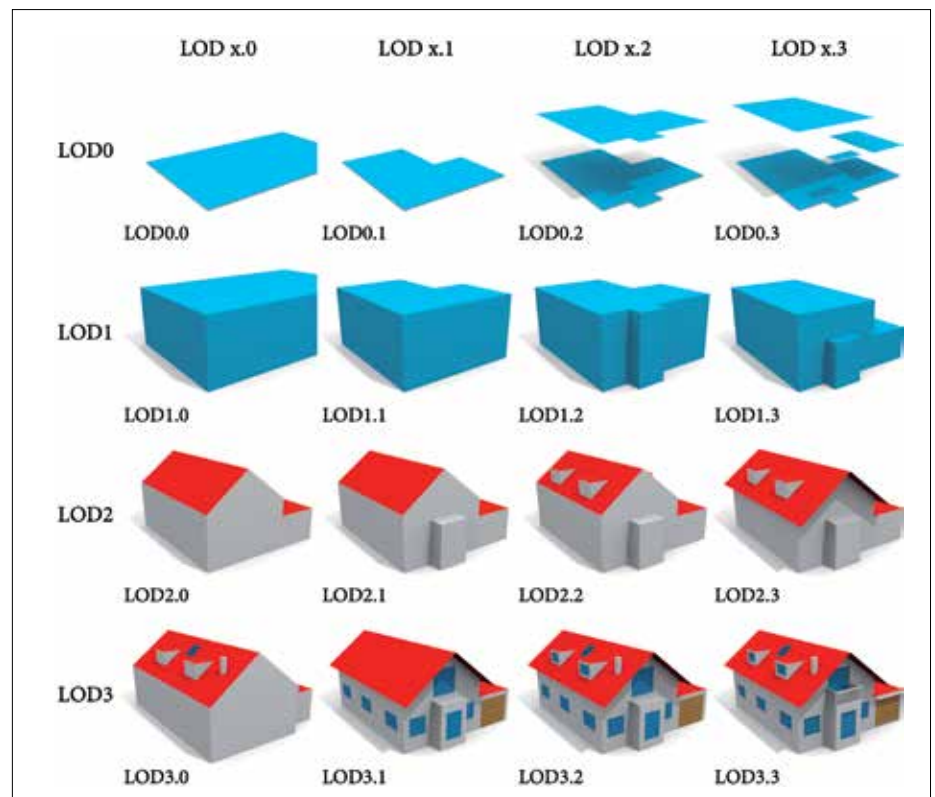 LOD x.0 LOD x.1 LOD x.2 LOD x.3
LOD0
LOD0.0 LOD0.1 LOD0.2 LOD0.3
LOD1
LOD1.0 LOD1.1 LOD1.2 LOD1.3
LOD2
LOD2.0 LOD2.1 LOD2.2 LOD2.3
LOD3
LOD3.0 LOD3.1 LOD3.2 LOD3.3